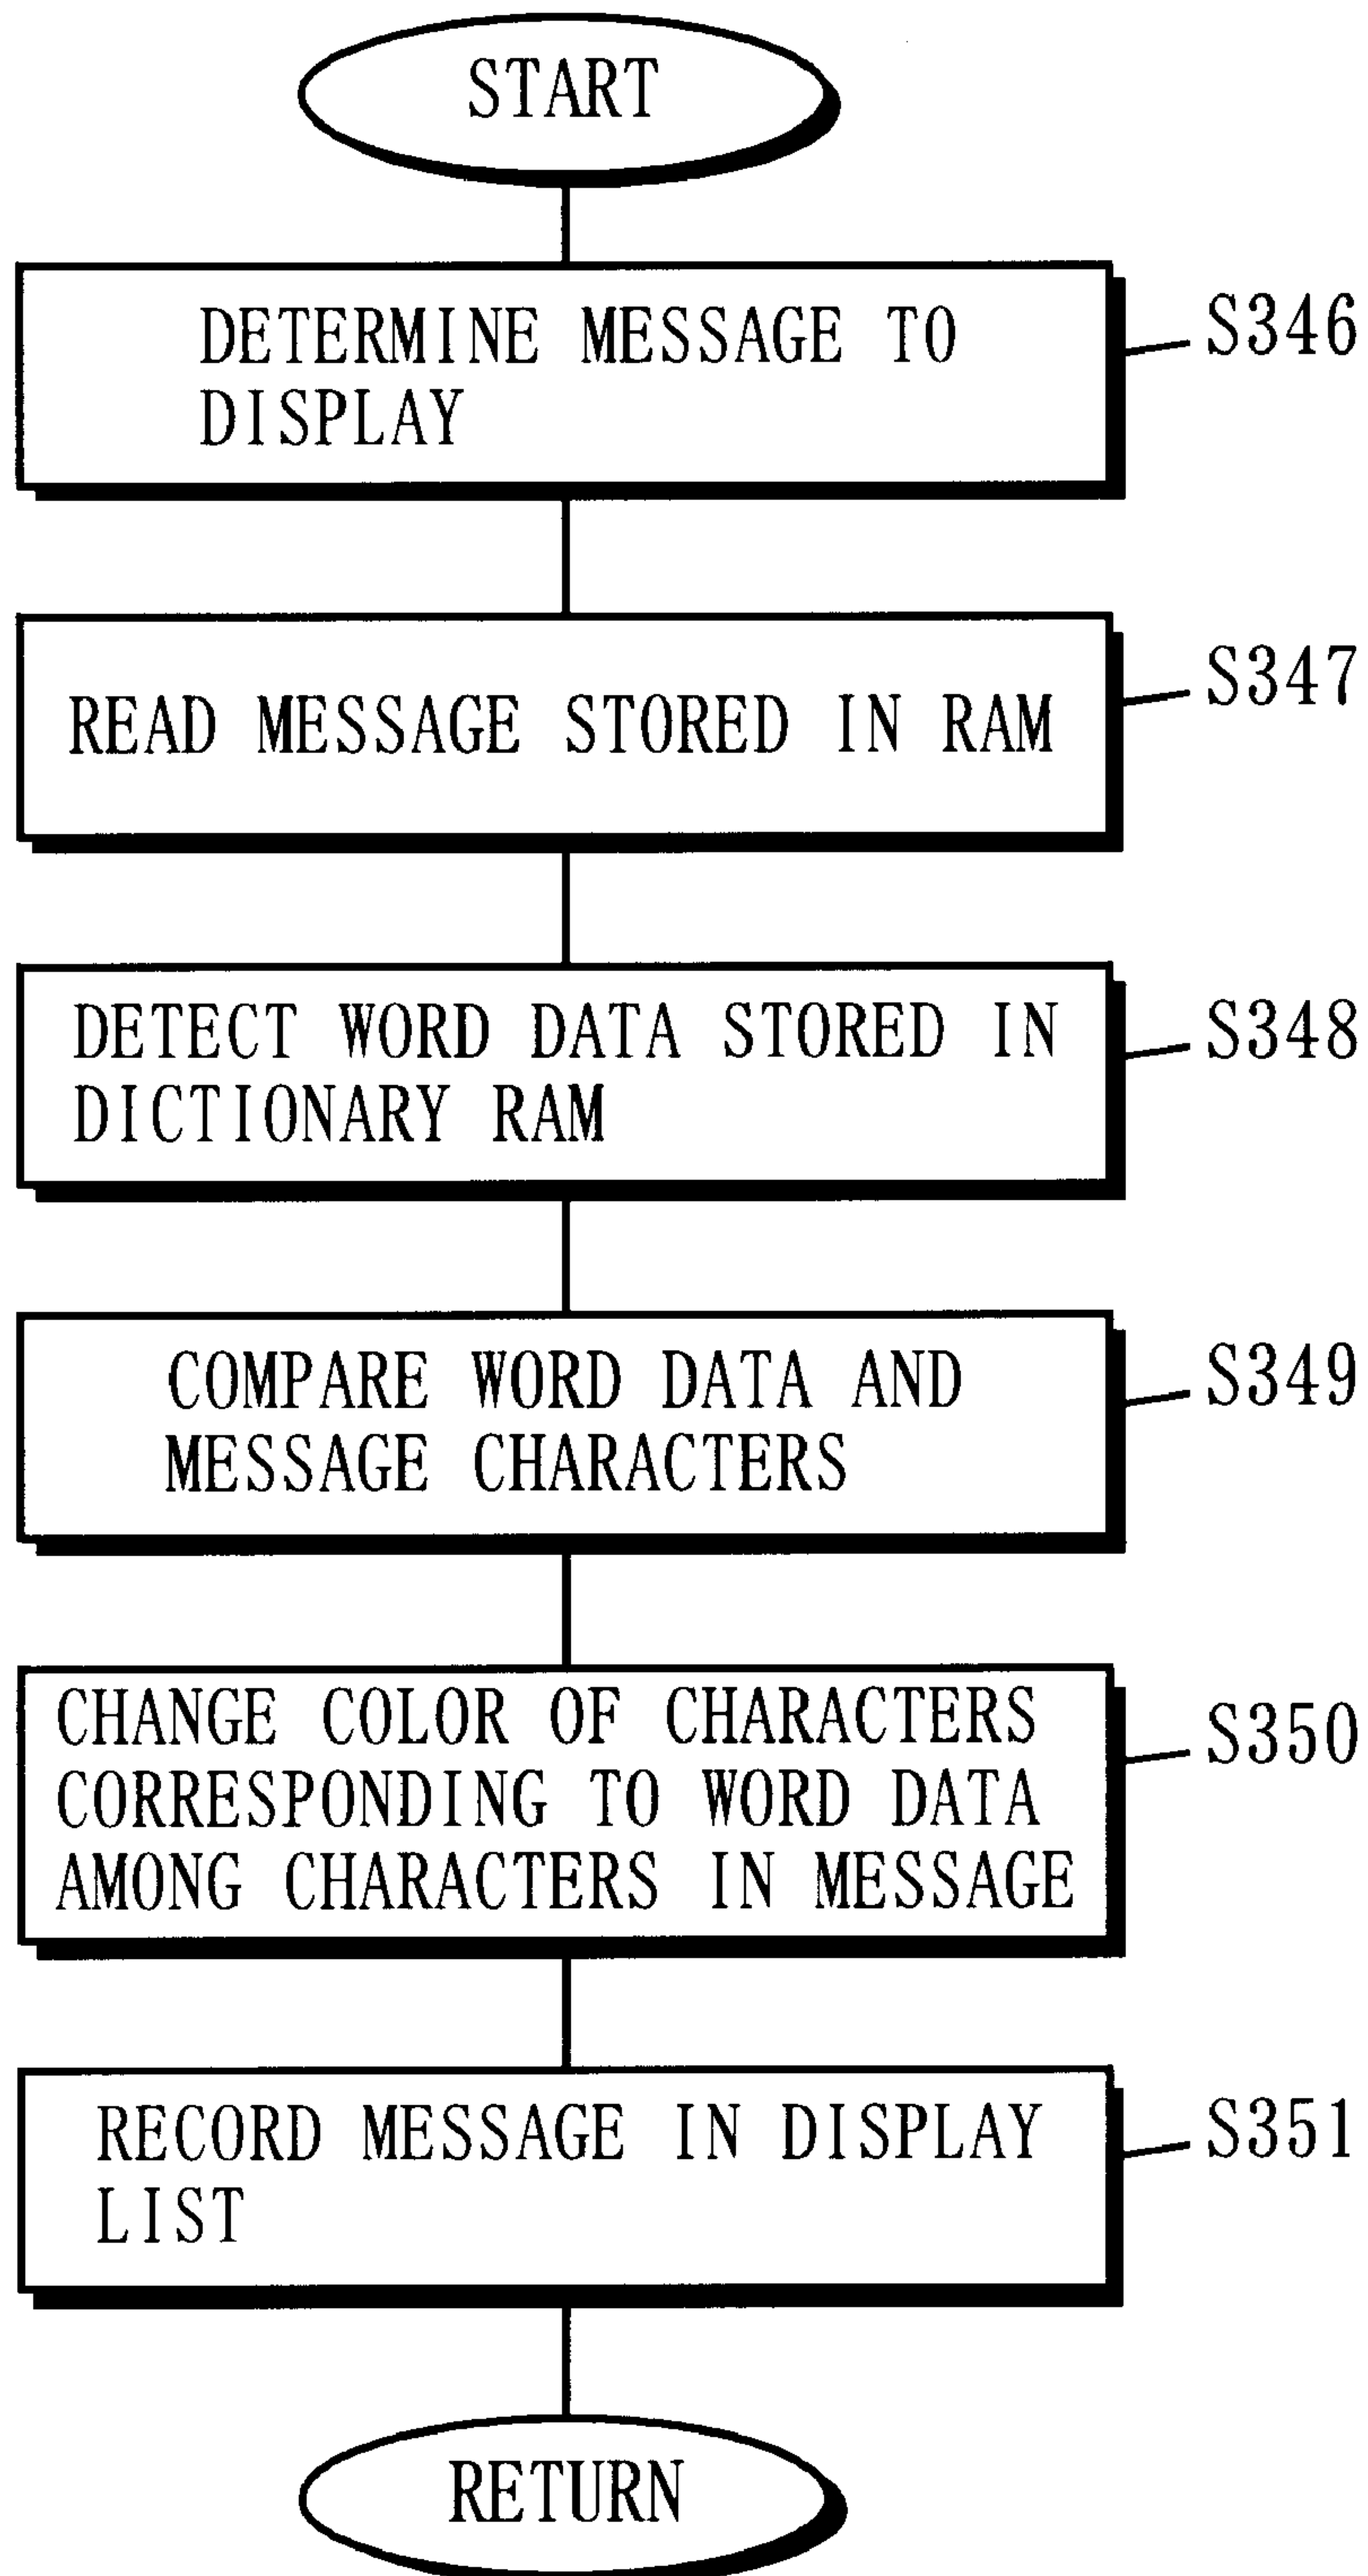 START
DETERMINE MESSAGE TO
DISPLAY
S346
READ MESSAGE STORED IN RAM
S347
DETECT WORD DATA STORED IN
DICTIONARY RAM
S348
COMPARE WORD DATA AND
MESSAGE CHARACTERS
S349
CHANGE COLOR OF CHARACTERS
CORRESPONDING TO WORD DATA
AMONG CHARACTERS IN MESSAGE
S350
RECORD MESSAGE IN DISPLAY
LIST
S351
RETURN